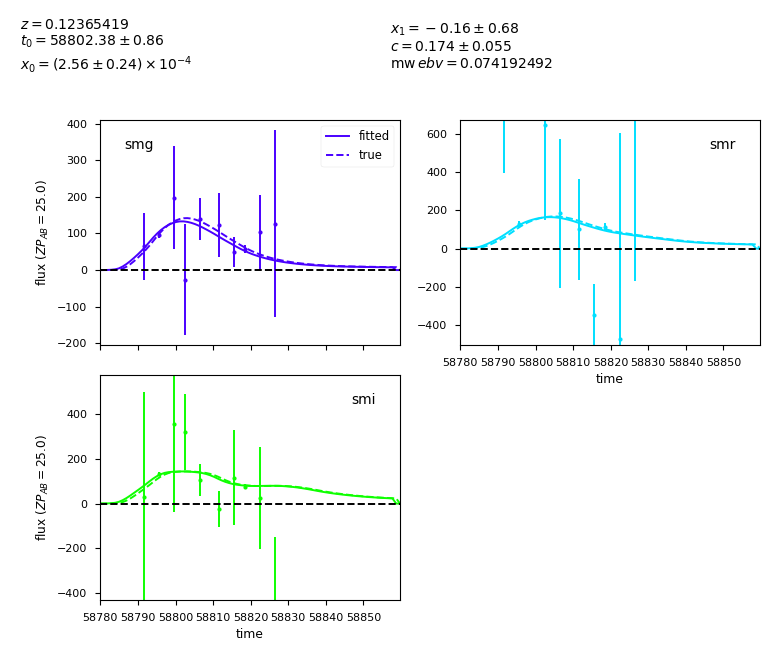 z = 0.12365419
t₀ = 58802.38 ± 0.86
x₀ = (2.56 ± 0.24) × 10⁻⁴
x₁ = −0.16 ± 0.68
c = 0.174 ± 0.055
mw ebv = 0.074192492
smg
fitted
true
400
300
200
100
0
−100
−200
flux (ZP_AB = 25.0)
smr
600
400
200
0
−200
−400
58780 58790 58800 58810 58820 58830 58840 58850
time
smi
400
200
0
−200
−400
flux (ZP_AB = 25.0)
58780 58790 58800 58810 58820 58830 58840 58850
time